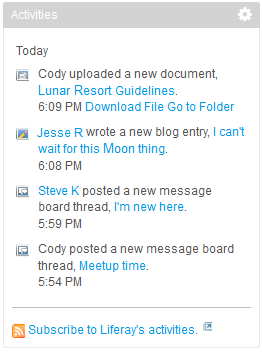 Activities
Today
Cody uploaded a new document,
Lunar Resort Guidelines.
6:09 PM Download File Go to Folder
Jesse R wrote a new blog entry, I can't
wait for this Moon thing.
6:08 PM
Steve K posted a new message
board thread, I'm new here.
5:59 PM
Cody posted a new message board
thread, Meetup time.
5:54 PM
Subscribe to Liferay's activities.